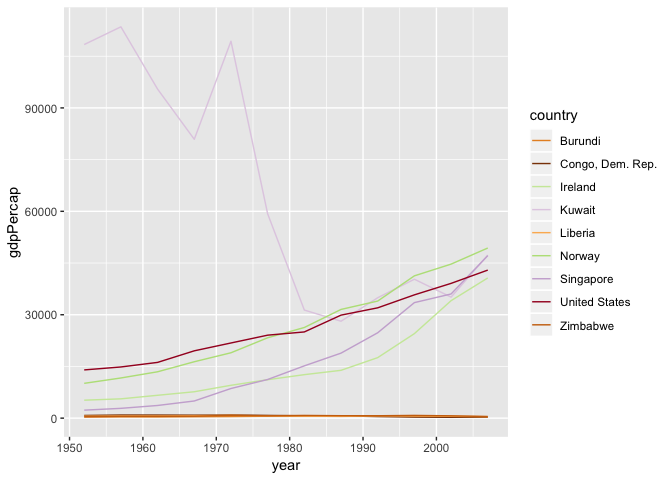 gdpPercap
90000
60000
30000
0
1950
1960
1970
1980
1990
2000
year
country
Burundi
Congo, Dem. Rep.
Ireland
Kuwait
Liberia
Norway
Singapore
United States
Zimbabwe